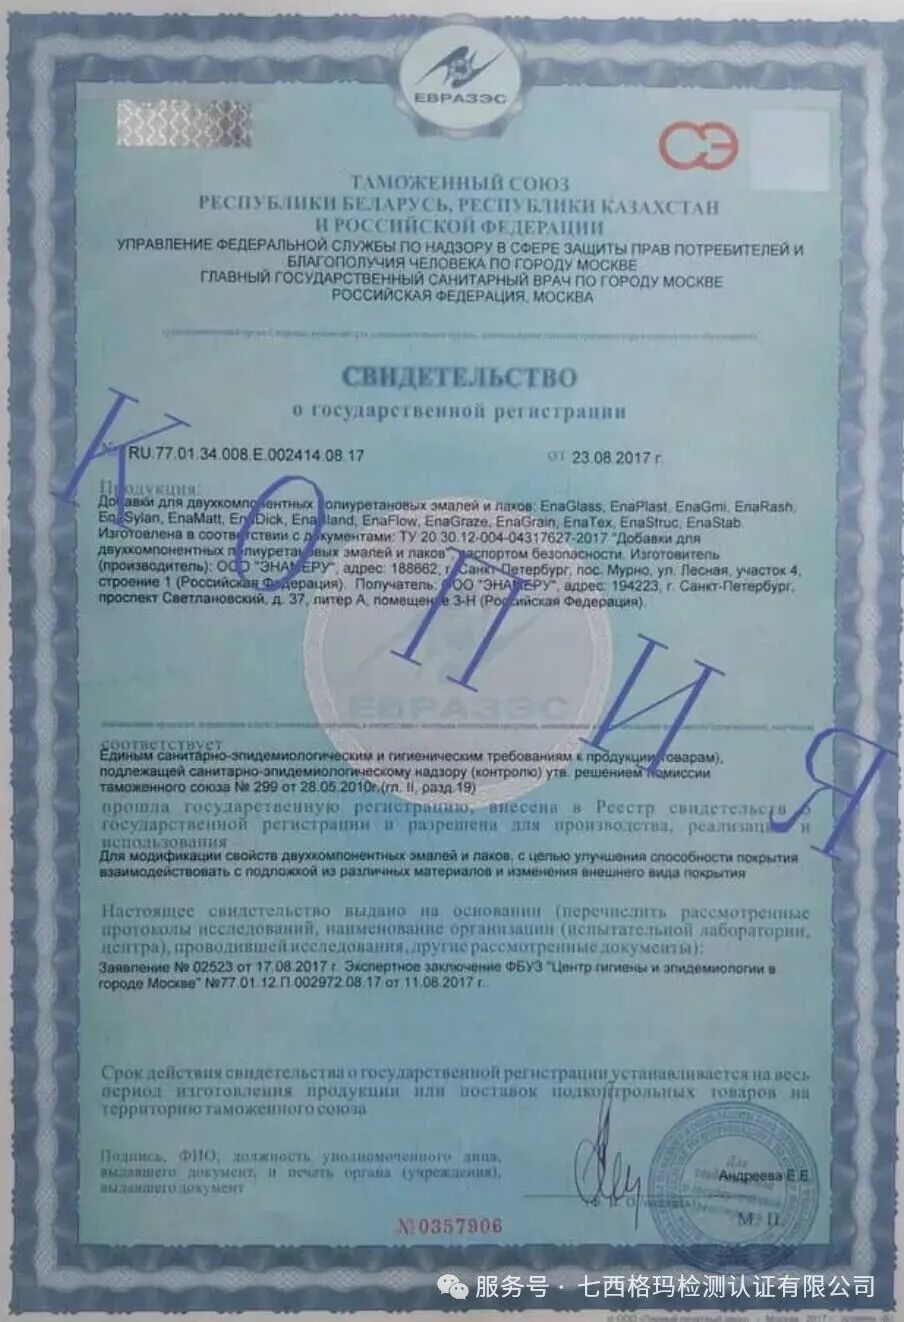 ЕВРАЗЭС
СЭ
ТАМОЖЕННЫЙ СОЮЗ
РЕСПУБЛИКИ БЕЛАРУСЬ, РЕСПУБЛИКИ КАЗАХСТАН
И РОССИЙСКОЙ ФЕДЕРАЦИИ
УПРАВЛЕНИЕ ФЕДЕРАЛЬНОЙ СЛУЖБЫ ПО НАДЗОРУ В СФЕРЕ ЗАЩИТЫ ПРАВ ПОТРЕБИТЕЛЕЙ И
БЛАГОПОЛУЧИЯ ЧЕЛОВЕКА ПО ГОРОДУ МОСКВЕ
ГЛАВНЫЙ ГОСУДАРСТВЕННЫЙ САНИТАРНЫЙ ВРАЧ ПО ГОРОДУ МОСКВЕ
РОССИЙСКАЯ ФЕДЕРАЦИЯ, МОСКВА
СВИДЕТЕЛЬСТВО
о государственной регистрации
№ RU.77.01.34.008.Е.002414.08.17 от 23.08.2017 г.
Продукция:
Добавки для двухкомпонентных полиуретановых эмалей и лаков: EnaGlass, EnaPlast, EnaGmi, EnaRash,
EnaSylan, EnaMatt, EnaDick, EnaBland, EnaFlow, EnaGraze, EnaGrain, EnaTex, EnaStruc, EnaStab.
Изготовлена в соответствии с документами: ТУ 20.30.12-004-04317627-2017 "Добавки для
двухкомпонентных полиуретановых эмалей и лаков", паспортом безопасности. Изготовитель
(производитель): ООО "ЭНАМЕРУ", адрес: 188662, г. Санкт-Петербург, пос. Мурно, ул. Лесная, участок 4,
строение 1 (Российская Федерация). Получатель: ООО "ЭНАМЕРУ", адрес: 194223, г. Санкт-Петербург,
проспект Светлановский, д. 37, литер А, помещение 3-Н (Российская Федерация).
ЕВРАЗЭС
КОПИЯ
соответствует
Единым санитарно-эпидемиологическим и гигиеническим требованиям к продукции (товарам),
подлежащей санитарно-эпидемиологическому надзору (контролю) утв. решением Комиссии
таможенного союза № 299 от 28.05.2010г.(гл. II, разд.19)
прошла государственную регистрацию, внесена в Реестр свидетельств о
государственной регистрации и разрешена для производства, реализации и
использования
Для модификации свойств двухкомпонентных эмалей и лаков, с целью улучшения способности покрытия
взаимодействовать с подложкой из различных материалов и изменения внешнего вида покрытия
Настоящее свидетельство выдано на основании (перечислить рассмотренные
протоколы исследований, наименование организации (испытательной лаборатории,
центра), проводившей исследования, другие рассмотренные документы):
Заявление № 02523 от 17.08.2017 г. Экспертное заключение ФБУЗ "Центр гигиены и эпидемиологии в
городе Москве" №77.01.12.П.002972.08.17 от 11.08.2017 г.
Срок действия свидетельства о государственной регистрации устанавливается на весь
период изготовления продукции или поставок подконтрольных товаров на
территорию таможенного союза
Подпись, ФИО, должность уполномоченного лица,
выдавшего документ, и печать органа (учреждения),
выдавшего документ
Андреева Е.Е.
М. П.
№0357906
服务号 · 七西格玛检测认证有限公司